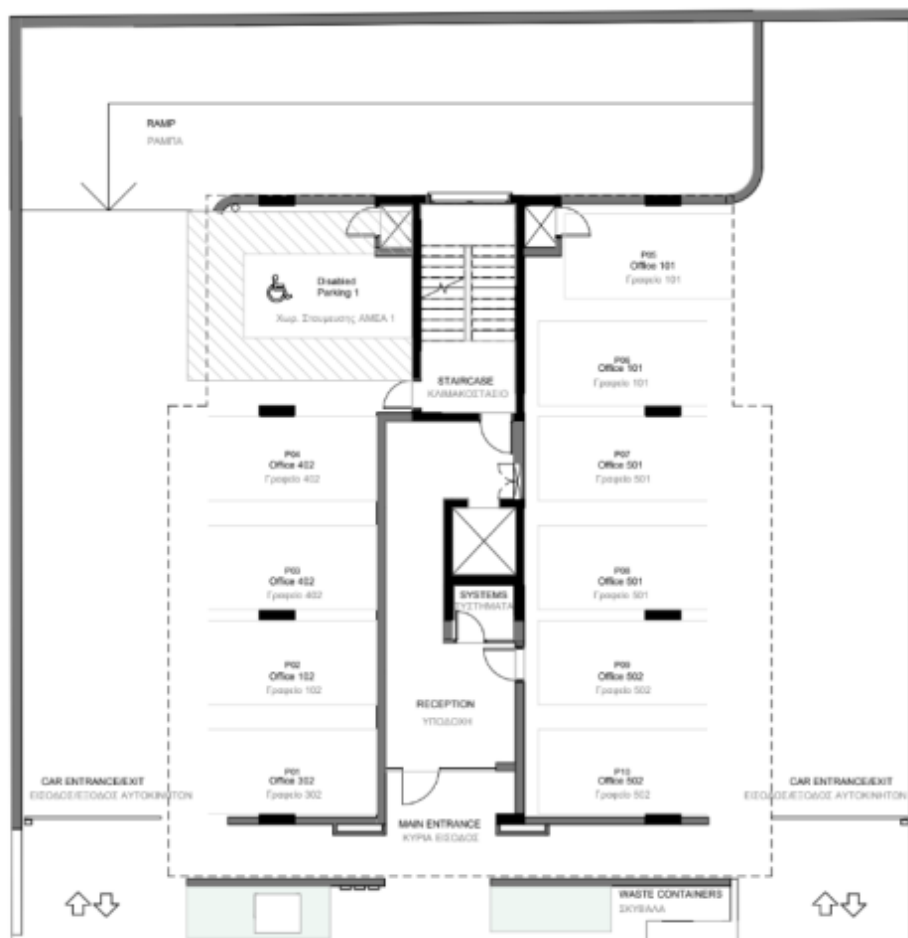 RAMP
ΡΑΜΠΑ
Disabled
Parking 1
Χωρ. Σταυμευσης ΑΜΕΑ 1
P05
Office 101
Γραφείο 101
P06
Office 101
Γραφείο 101
STAIRCASE
ΚΛΙΜΑΚΟΣΤΑΣΙΟ
P04
Office 402
Γραφείο 402
P07
Office 501
Γραφείο 501
P03
Office 402
Γραφείο 402
P08
Office 501
Γραφείο 501
SYSTEMS
ΣΥΣΤΗΜΑΤΑ
P02
Office 102
Γραφείο 102
P09
Office 502
Γραφείο 502
RECEPTION
ΥΠΟΔΟΧΗ
P01
Office 302
Γραφείο 302
P10
Office 502
Γραφείο 502
CAR ENTRANCE/EXIT
ΕΙΣΟΔΟΣ/ΕΞΟΔΟΣ ΑΥΤΟΚΙΝΗΤΩΝ
CAR ENTRANCE/EXIT
ΕΙΣΟΔΟΣ/ΕΞΟΔΟΣ ΑΥΤΟΚΙΝΗΤΩΝ
MAIN ENTRANCE
ΚΥΡΙΑ ΕΙΣΟΔΟΣ
WASTE CONTAINERS
ΣΚΥΒΑΛΑ